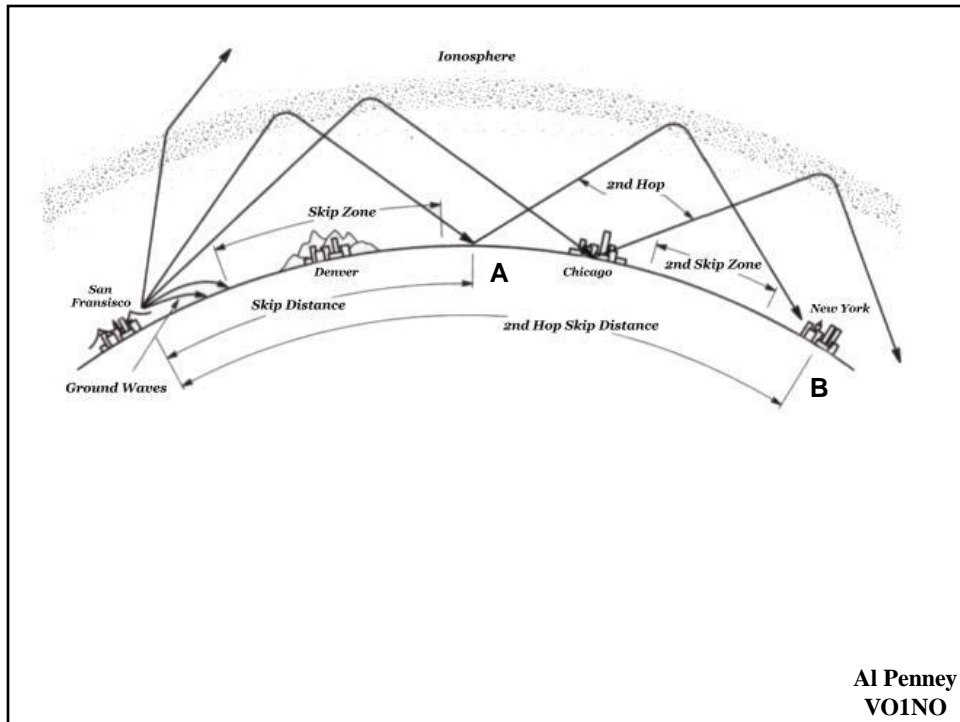 Ionosphere
2nd Hop
Skip Zone
Denver
A
Chicago
2nd Skip Zone
San
Fransisco
Skip Distance
2nd Hop Skip Distance
New York
Ground Waves
B
Al Penney
VO1NO